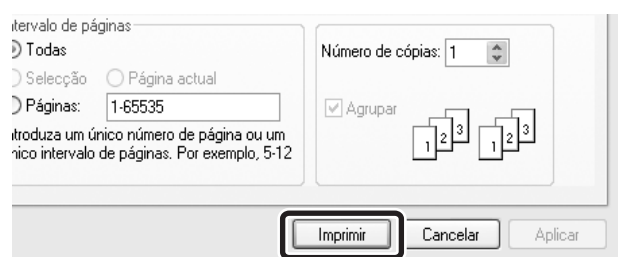 ntervalo de páginas
Todas
Selecção Página actual
Páginas: 1-65535
ntroduza um único número de página ou um
nico intervalo de páginas. Por exemplo, 5-12
Número de cópias: 1
Agrupar
1 2 3 1 2 3
Imprimir Cancelar Aplicar